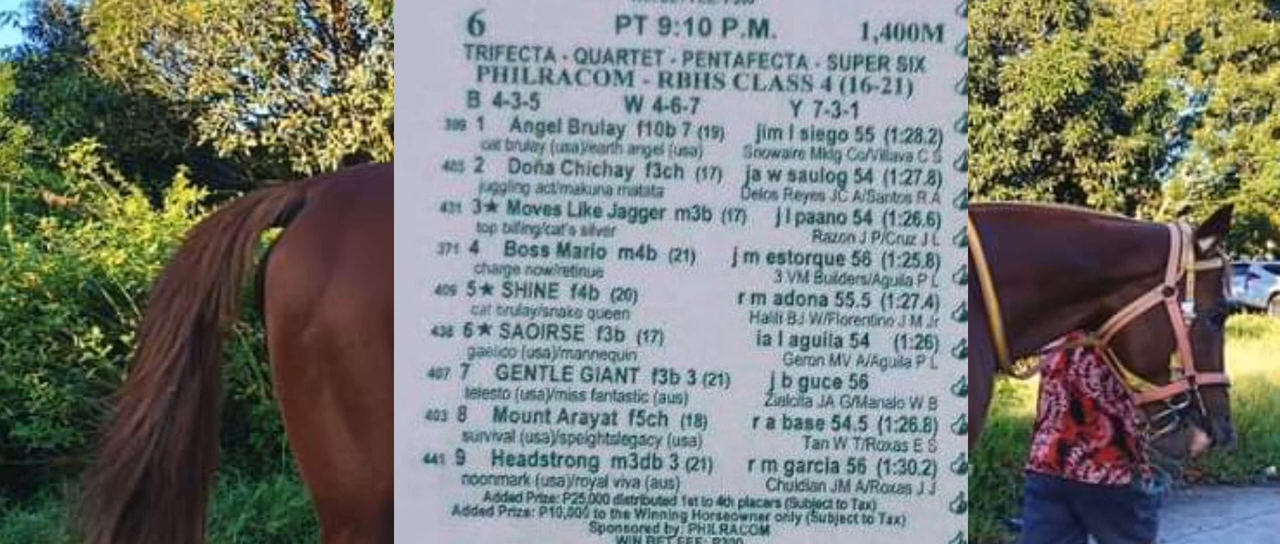 6 PT 9:10 P.M. 1,400M
TRIFECTA - QUARTET - PENTAFECTA - SUPER SIX
PHILRACOM - RBHS CLASS 4 (16-21)
B 4-3-5 W 4-6-7 Y 7-3-1
399 1 Angel Brulay f10b 7 (19) jim l siego 55 (1:28.2)
cat brulay (usa)/earth angel (usa) Snowaire Mktg Co/Villava C S
405 2 Doña Chichay f3ch (17) ja w saulog 54 (1:27.8)
juggling act/makuna matata Delos Reyes JC A/Santos R A
431 3★ Moves Like Jagger m3b (17) j l paano 54 (1:26.6)
top billing/cat's silver Razon J P/Cruz J L
371 4 Boss Mario m4b (21) j m estorque 56 (1:25.8)
charge now/retinue 3 VM Builders/Aguila P L
409 5★ SHINE f4b (20) r m adona 55.5 (1:27.4)
cat brulay/snake queen Halili BJ W/Florentino J M Jr
438 6★ SAOIRSE f3b (17) ia l aguila 54 (1:26)
gaelico (usa)/mannequin Geron MV A/Aguila P L
407 7 GENTLE GIANT f3b 3 (21) j b guce 56
telesto (usa)/miss fantastic (aus) Zielcita JA G/Manalo W B
403 8 Mount Arayat f5ch (18) r a base 54.5 (1:26.8)
survival (usa)/speightslegacy (usa) Tan W T/Roxas E S
441 9 Headstrong m3db 3 (21) r m garcia 56 (1:30.2)
noonmark (usa)/royal viva (aus) Chuidian JM A/Roxas J J
Added Prize: P25,000 distributed 1st to 4th placers (Subject to Tax)
Added Prize: P10,000 to the Winning Horseowner only (Subject to Tax)
Sponsored by: PHILRACOM
WIN BET FEE: P300